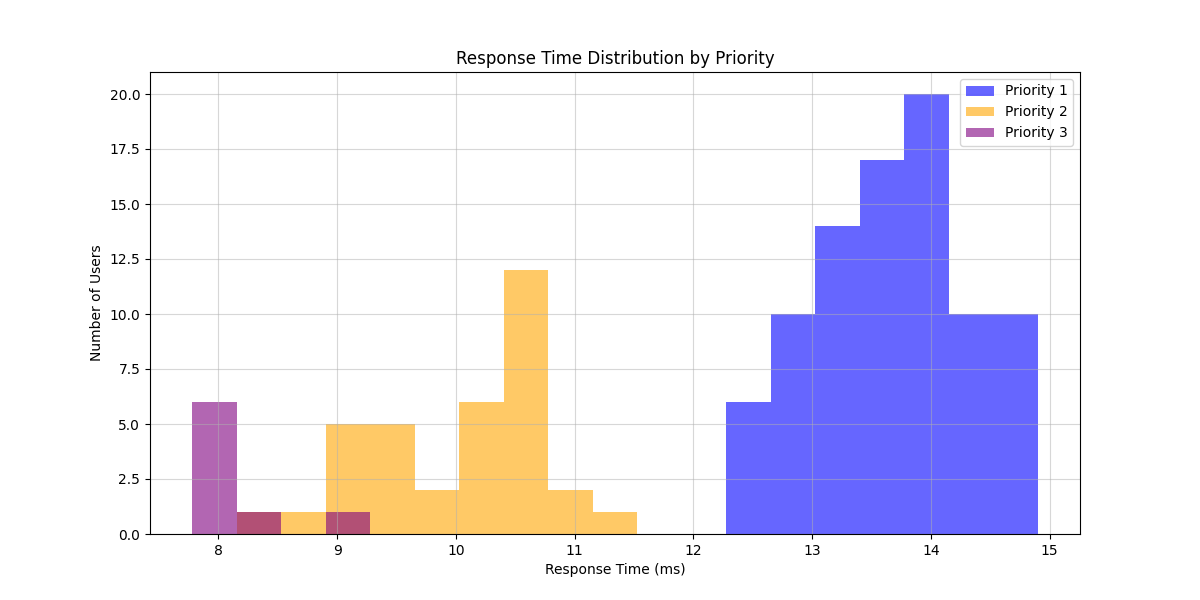 Response Time Distribution by Priority
Priority 1
Priority 2
Priority 3
Number of Users
20.0
17.5
15.0
12.5
10.0
7.5
5.0
2.5
0.0
8 9 10 11 12 13 14 15
Response Time (ms)